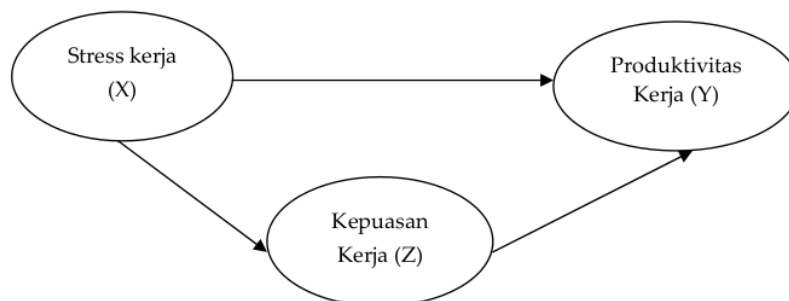 Stress kerja
(X)
Produktivitas
Kerja (Y)
Kepuasan
Kerja (Z)